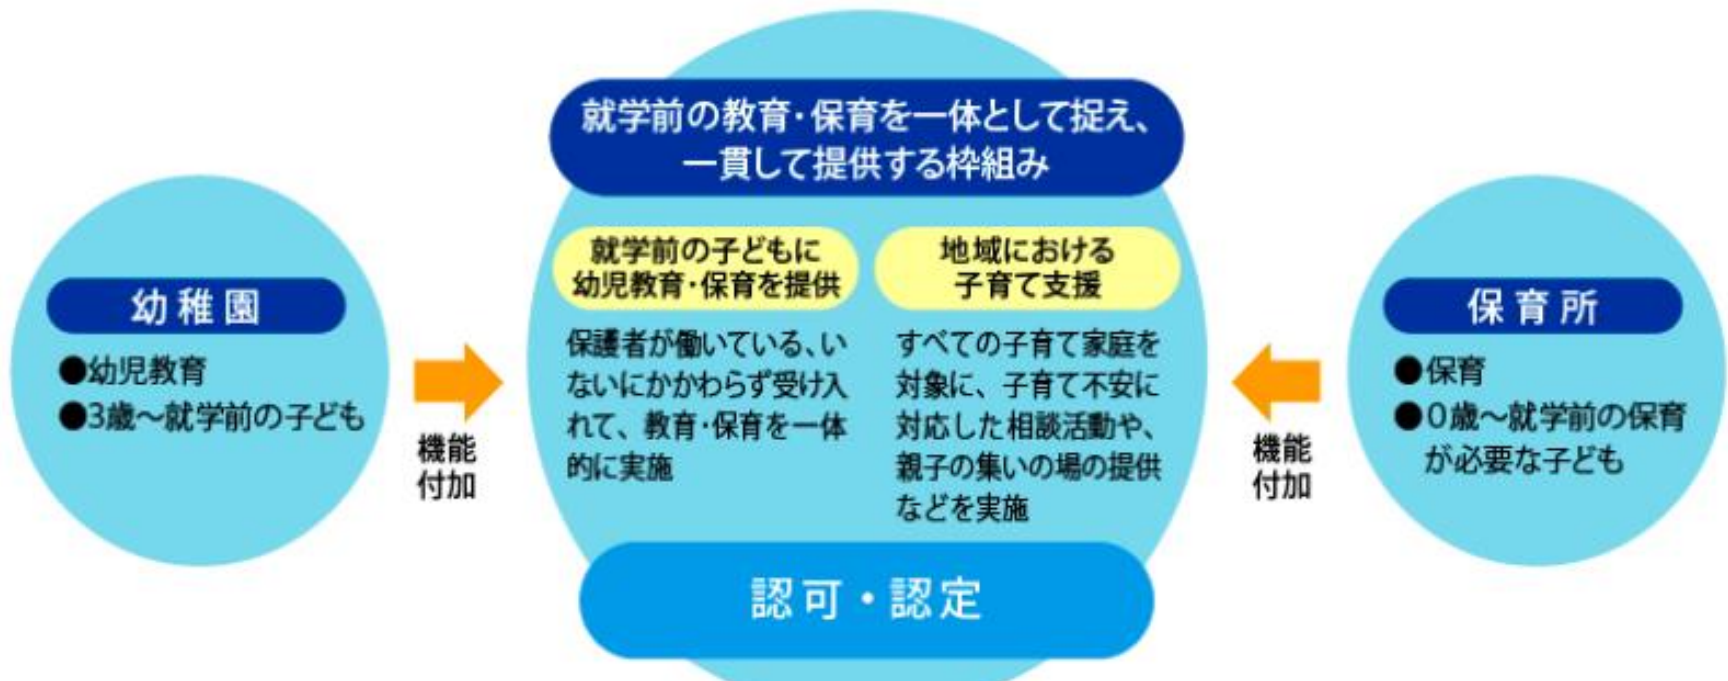 就学前の教育・保育を一体として捉え、
一貫して提供する枠組み
幼稚園
●幼児教育
●3歳～就学前の子ども
機能
付加
就学前の子どもに
幼児教育・保育を提供
保護者が働いている、い
ないにかかわらず受け入
れて、教育・保育を一体
的に実施
地域における
子育て支援
すべての子育て家庭を
対象に、子育て不安に
対応した相談活動や、
親子の集いの場の提供
などを実施
認可・認定
機能
付加
保育所
●保育
●0歳～就学前の保育
が必要な子ども